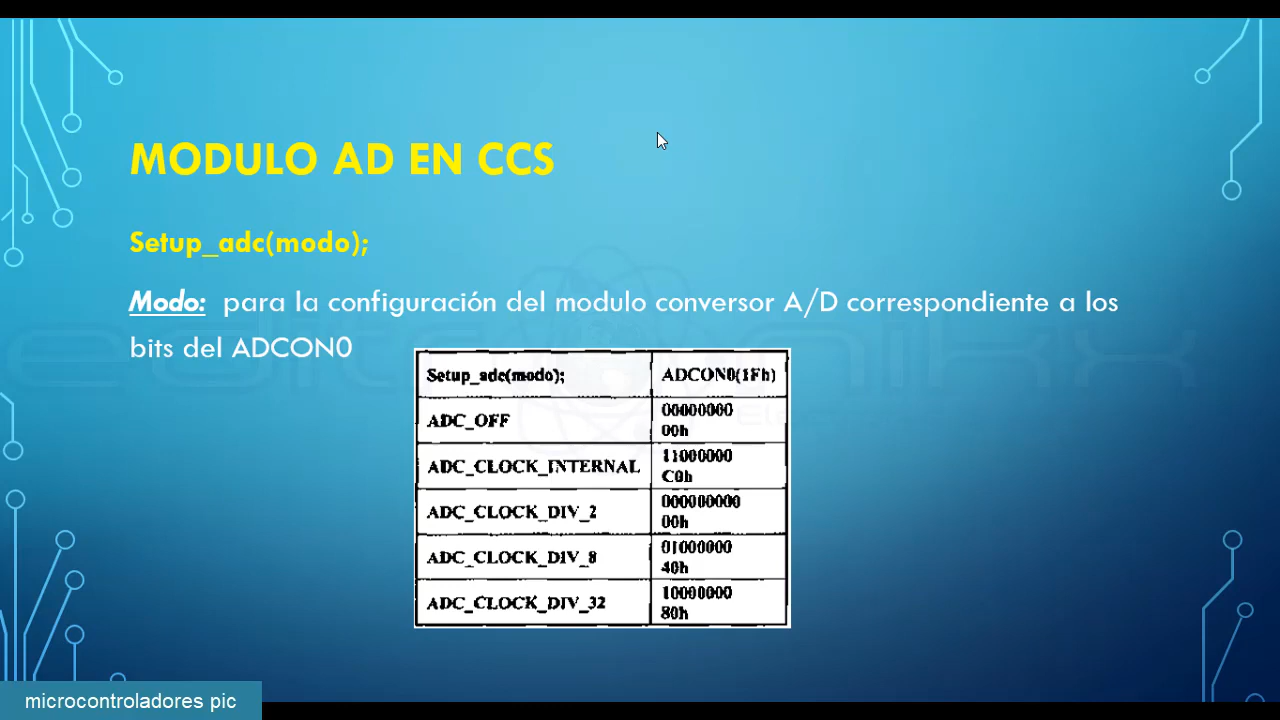 MODULO AD EN CCS
Setup_adc(modo);
Modo: para la configuración del modulo conversor A/D correspondiente a los
bits del ADCON0
Setup_adc(modo); ADCON0(1Fh)
ADC_OFF 00000000
00h
ADC_CLOCK_INTERNAL 11000000
C0h
ADC_CLOCK_DIV_2 000000000
00h
ADC_CLOCK_DIV_8 01000000
40h
ADC_CLOCK_DIV_32 10000000
80h
microcontroladores pic